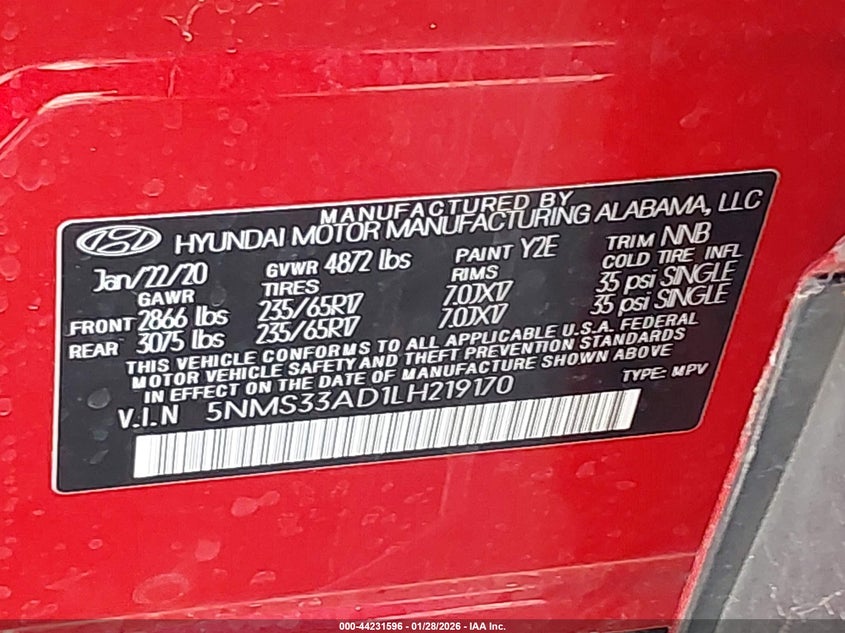 MANUFACTURED BY
HYUNDAI MOTOR MANUFACTURING ALABAMA, LLC
Jan/22/20 GVWR 4872 lbs PAINT Y2E TRIM NNB
GAWR TIRES RIMS COLD TIRE INFL
FRONT 2866 lbs 235/65R17 7.0JX17 35 psi SINGLE
REAR 3075 lbs 235/65R17 7.0JX17 35 psi SINGLE
THIS VEHICLE CONFORMS TO ALL APPLICABLE U.S.A. FEDERAL
MOTOR VEHICLE SAFETY AND THEFT PREVENTION STANDARDS
IN EFFECT ON THE DATE OF MANUFACTURE SHOWN ABOVE
V.I.N 5NMS33AD1LH219170 TYPE: MPV
000-44231596 - 01/28/2026 - IAA Inc.